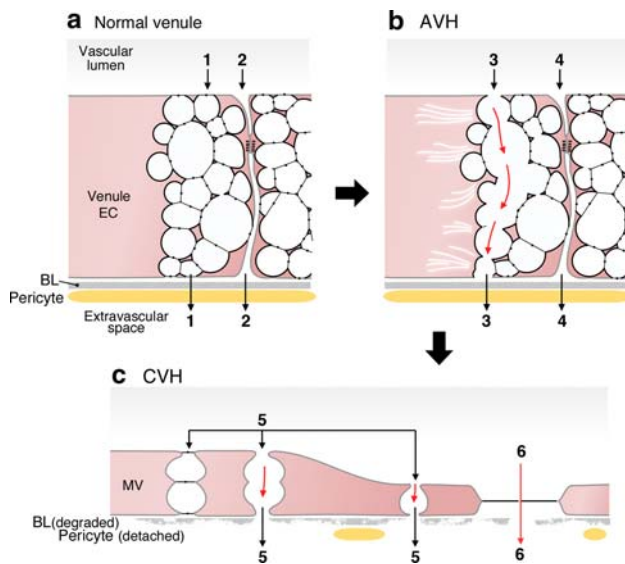 a Normal venule
Vascular
lumen
1 2
Venule
EC
BL
Pericyte
Extravascular
space
1 2
b AVH
3 4
3 4
c CVH
5
6
MV
BL(degraded)
Pericyte (detached)
5 5 6